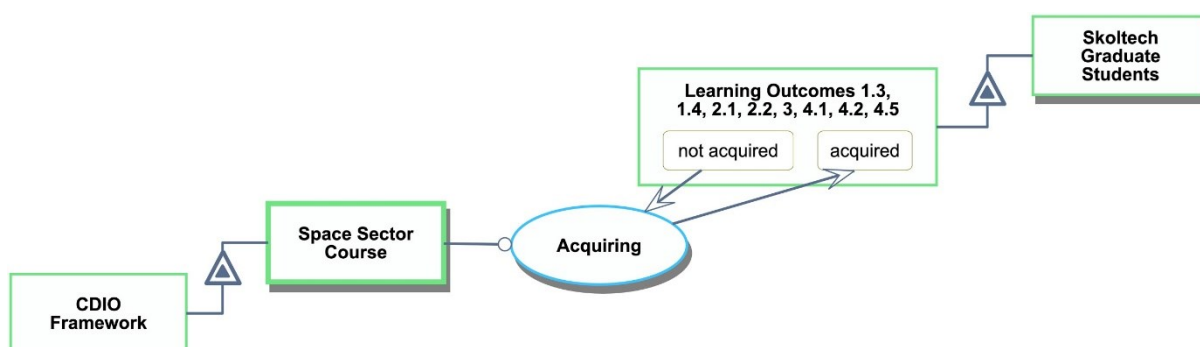 Skoltech
Graduate
Students
Learning Outcomes 1.3,
1.4, 2.1, 2.2, 3, 4.1, 4.2, 4.5
not acquired
acquired
Space Sector
Course
Acquiring
CDIO
Framework